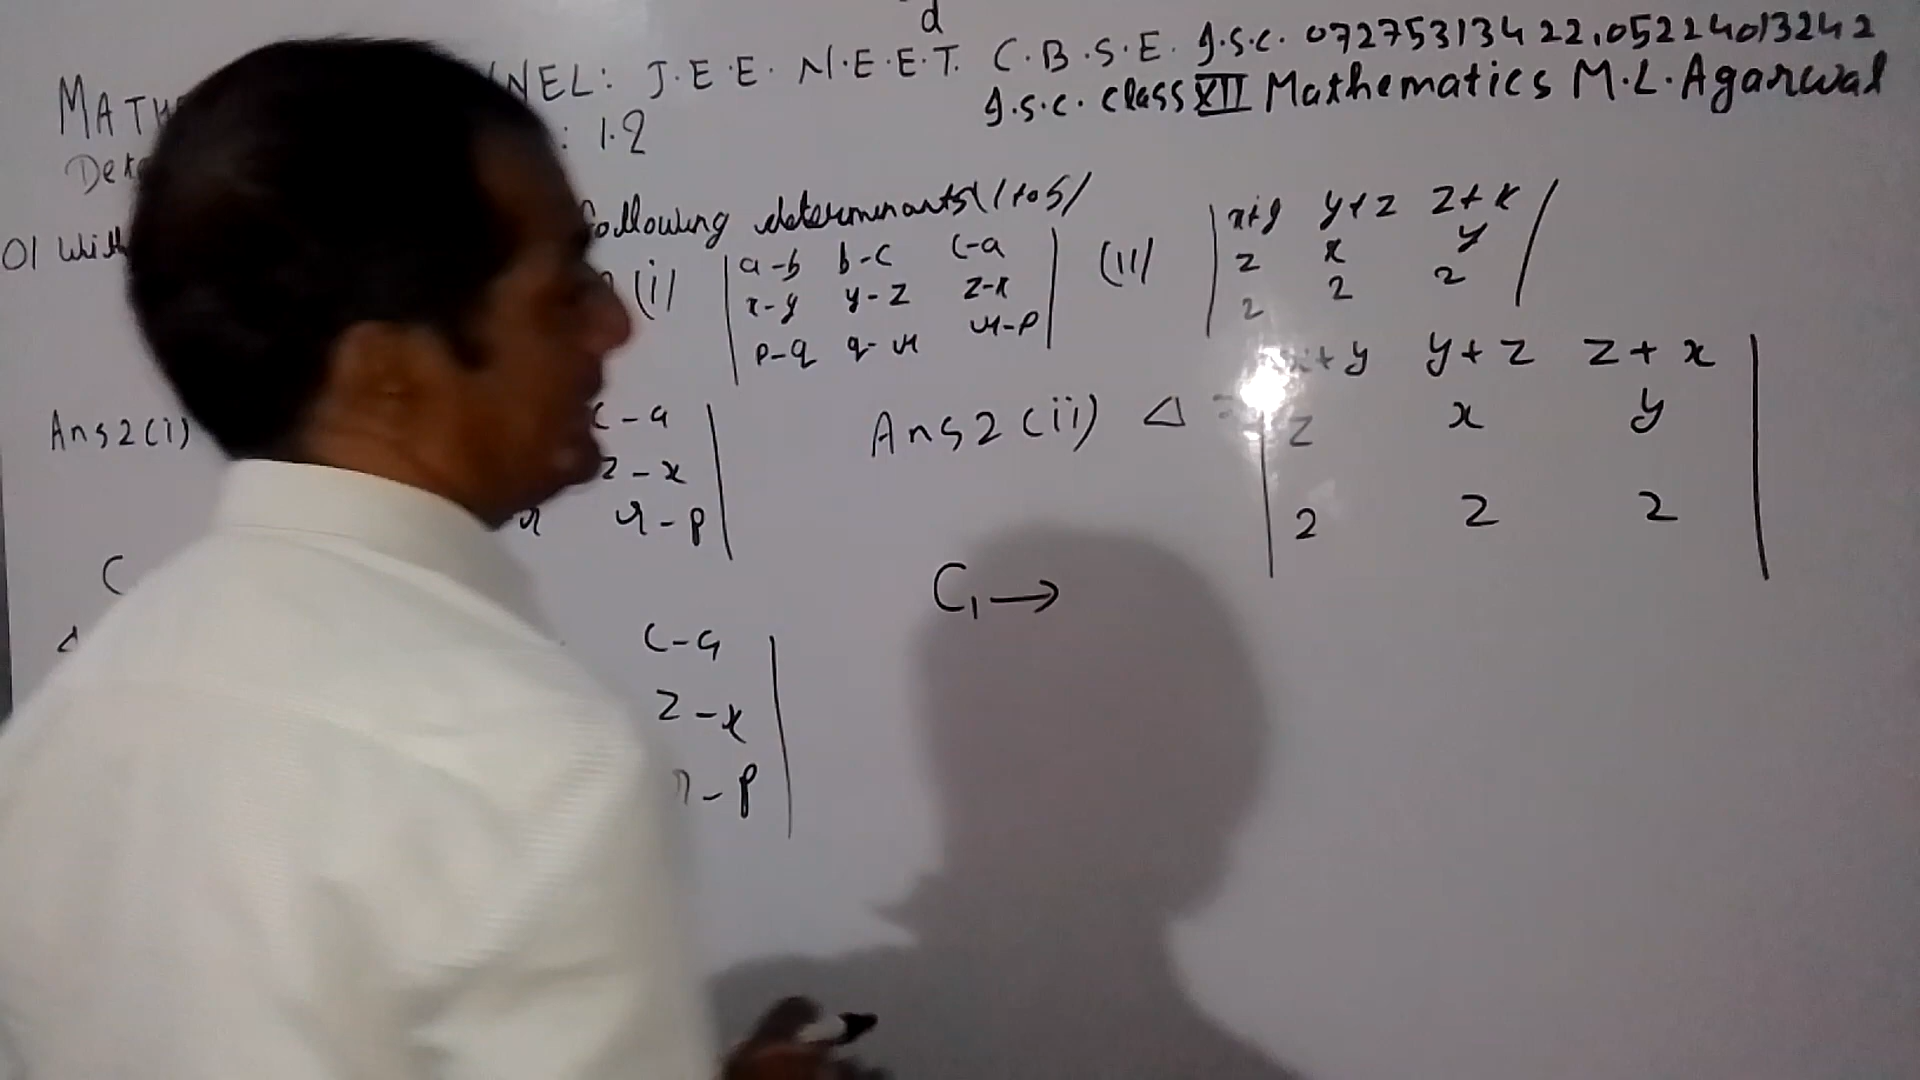 d
MATH NEL: J.E.E. N.E.E.T. C.B.S.E. I.S.C. 07275313422, 05224013242
Dete : 1.2 I.S.C. class XII Mathematics M.L. Agarwal
01 With following determinants (1 to 5)
(i) | a-b b-c c-a |
x-y y-z z-x
p-q q-r r-p
(ii) | x+y y+z z+x |
z x y
2 2 2
Ans 2 (i) c-a |
z-x
r r-p
C
Δ c-a |
z-x
r-p
Ans 2 (ii) Δ = | x+y y+z z+x |
z x y
2 2 2
C₁ →